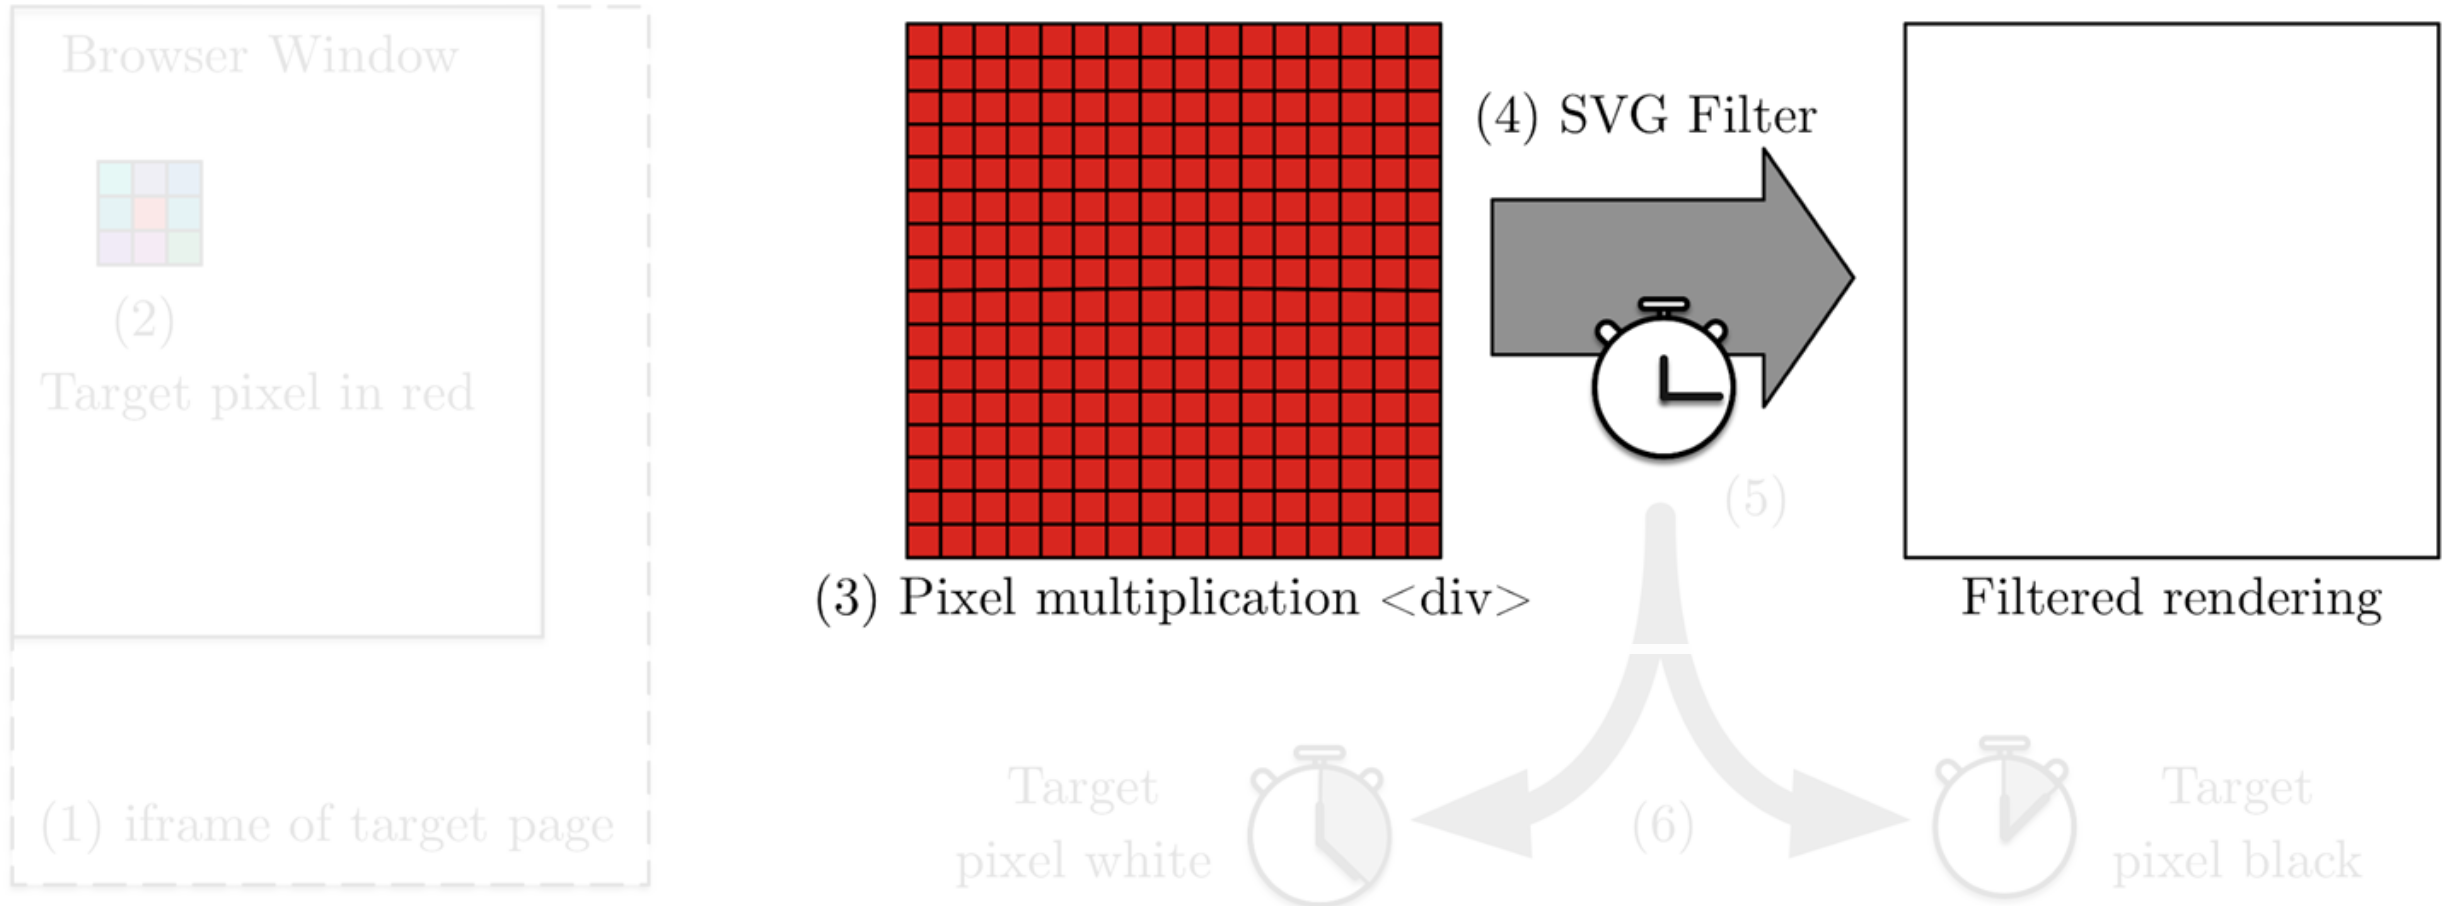 Browser Window
(2)
Target pixel in red
(1) iframe of target page
(3) Pixel multiplication <div>
(4) SVG Filter
(5)
Filtered rendering
Target
pixel white
(6)
Target
pixel black